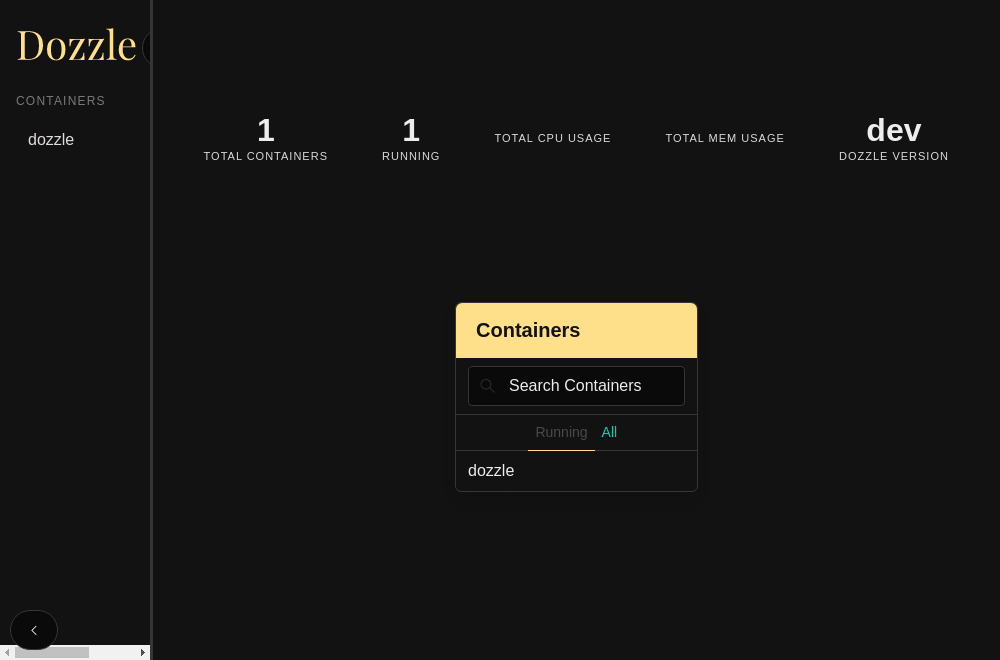 Dozzle
CONTAINERS
dozzle
1
TOTAL CONTAINERS
1
RUNNING
TOTAL CPU USAGE
TOTAL MEM USAGE
dev
DOZZLE VERSION
Containers
Search Containers
Running All
dozzle